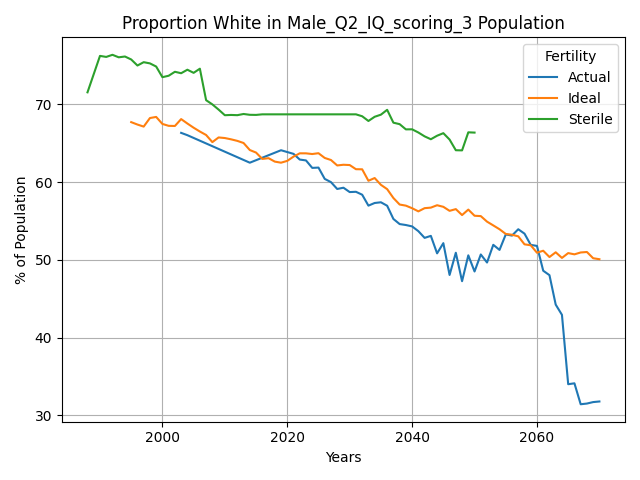 Proportion White in Male_Q2_IQ_scoring_3 Population
Fertility
Actual
Ideal
Sterile
% of Population
70
60
50
40
30
2000
2020
2040
2060
Years